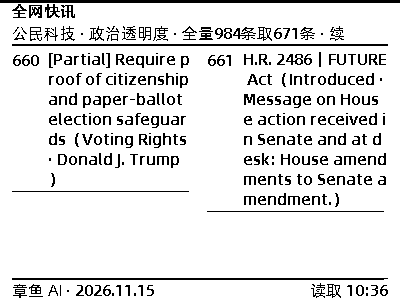 全网快讯
公民科技 · 政治透明度 · 全量984条取671条 · 续
660 [Partial] Require p
roof of citizenship
and paper-ballot
election safeguar
ds（Voting Rights
· Donald J. Trump
）
661 H.R. 2486 | FUTURE
Act（Introduced ·
Message on Hous
e action received i
n Senate and at d
esk: House amend
ments to Senate a
mendment.）
章鱼 AI · 2026.11.15
读取 10:36